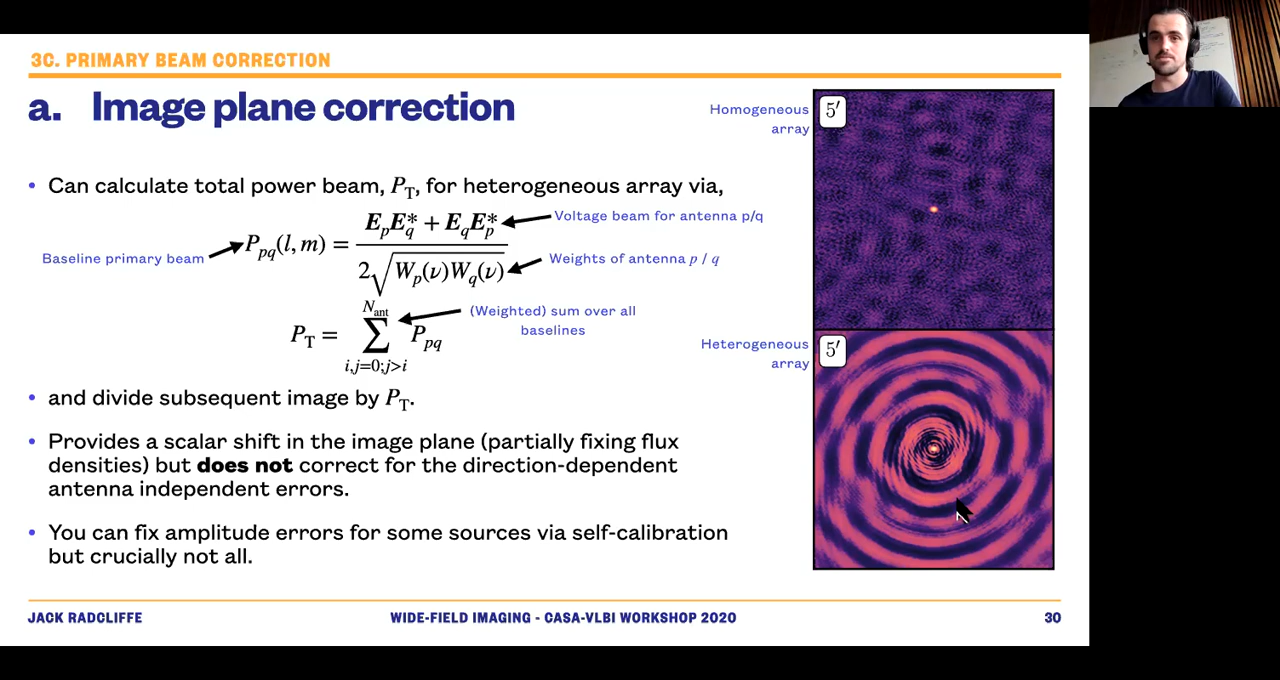 3C. PRIMARY BEAM CORRECTION
a. Image plane correction
• Can calculate total power beam, P_T, for heterogeneous array via,
Baseline primary beam
P_pq(l, m) = (E_p E_q^* + E_q E_p^*) / (2√(W_p(ν)W_q(ν)))
Voltage beam for antenna p/q
Weights of antenna p / q
P_T = ∑_{i,j=0;j>i}^{N_ant} P_pq
(Weighted) sum over all
baselines
• and divide subsequent image by P_T.
• Provides a scalar shift in the image plane (partially fixing flux
densities) but does not correct for the direction-dependent
antenna independent errors.
• You can fix amplitude errors for some sources via self-calibration
but crucially not all.
Homogeneous
array
5′
Heterogeneous
array
5′
JACK RADCLIFFE
WIDE-FIELD IMAGING - CASA-VLBI WORKSHOP 2020
30